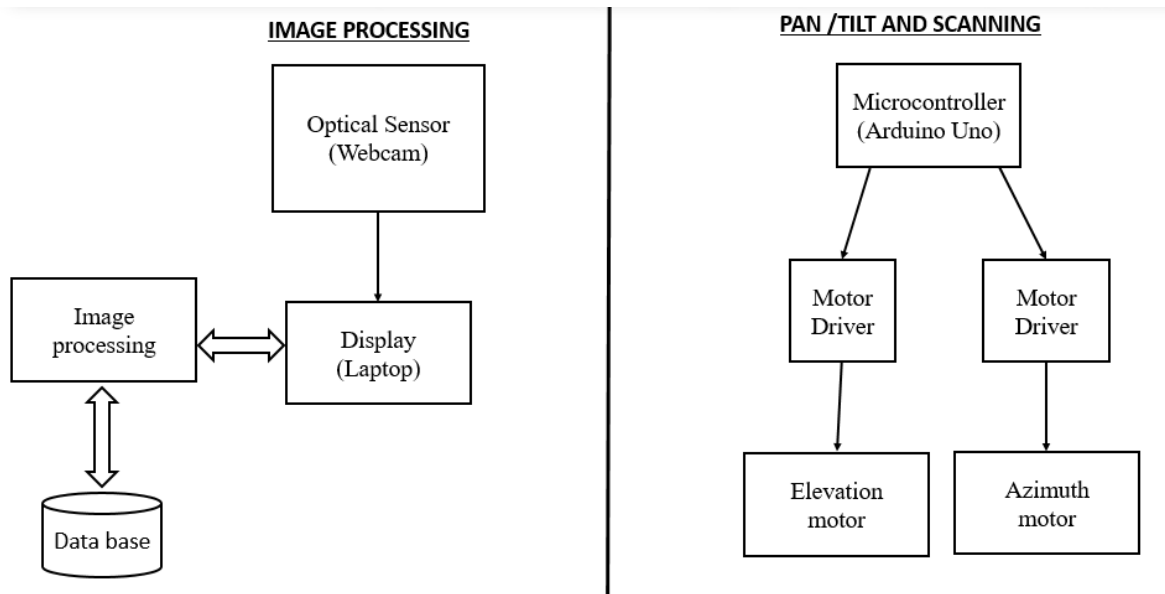 IMAGE PROCESSING
Optical Sensor
(Webcam)
Image
processing
Display
(Laptop)
Data base
PAN /TILT AND SCANNING
Microcontroller
(Arduino Uno)
Motor
Driver
Motor
Driver
Elevation
motor
Azimuth
motor